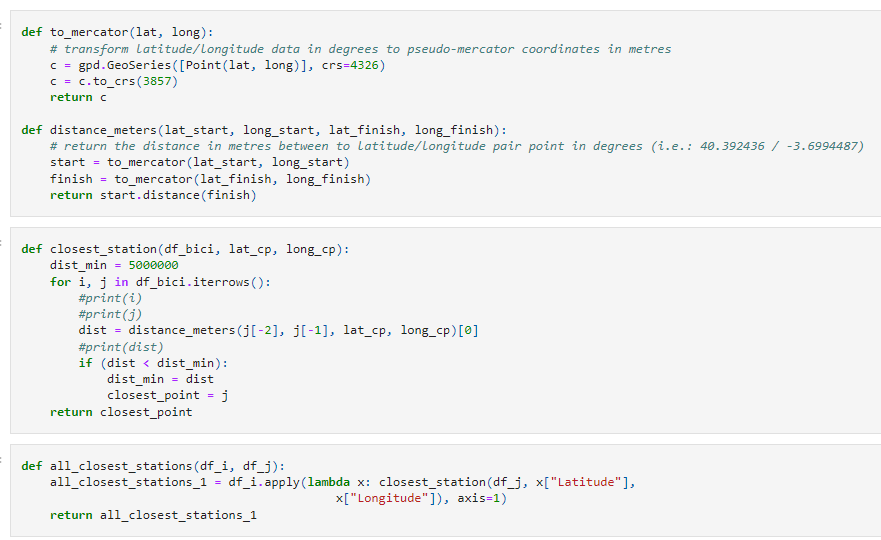 def to_mercator(lat, long):
    # transform latitude/longitude data in degrees to pseudo-mercator coordinates in metres
    c = gpd.GeoSeries([Point(lat, long)], crs=4326)
    c = c.to_crs(3857)
    return c

def distance_meters(lat_start, long_start, lat_finish, long_finish):
    # return the distance in metres between to latitude/longitude pair point in degrees (i.e.: 40.392436 / -3.6994487)
    start = to_mercator(lat_start, long_start)
    finish = to_mercator(lat_finish, long_finish)
    return start.distance(finish)

def closest_station(df_bici, lat_cp, long_cp):
    dist_min = 5000000
    for i, j in df_bici.iterrows():
        #print(i)
        #print(j)
        dist = distance_meters(j[-2], j[-1], lat_cp, long_cp)[0]
        #print(dist)
        if (dist < dist_min):
            dist_min = dist
            closest_point = j
    return closest_point

def all_closest_stations(df_i, df_j):
    all_closest_stations_1 = df_i.apply(lambda x: closest_station(df_j, x["Latitude"],
                                            x["Longitude"]), axis=1)
    return all_closest_stations_1